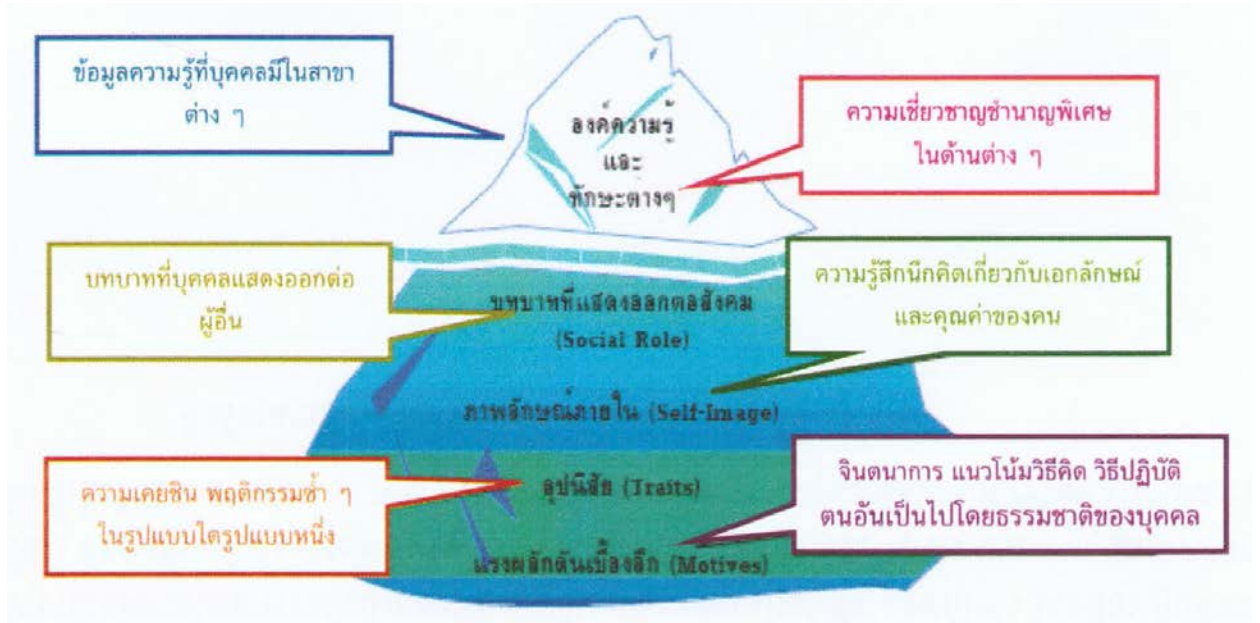 ข้อมูลความรู้ที่บุคคลมีในสาขา
ต่าง ๆ
องค์ความรู้
และ
ทักษะต่างๆ
ความเชี่ยวชาญชำนาญพิเศษ
ในด้านต่าง ๆ
บทบาทที่บุคคลแสดงออกต่อ
ผู้อื่น
บทบาทที่แสดงออกต่อสังคม
(Social Role)
ความรู้สึกนึกคิดเกี่ยวกับเอกลักษณ์
และคุณค่าของคน
ภาพลักษณ์ภายใน (Self-Image)
ความเคยชิน พฤติกรรมซ้ำ ๆ
ในรูปแบบใดรูปแบบหนึ่ง
อุปนิสัย (Traits)
จินตนาการ แนวโน้มวิธีคิด วิธีปฏิบัติ
ตนอันเป็นไปโดยธรรมชาติของบุคคล
แรงผลักดันเบื้องลึก (Motives)